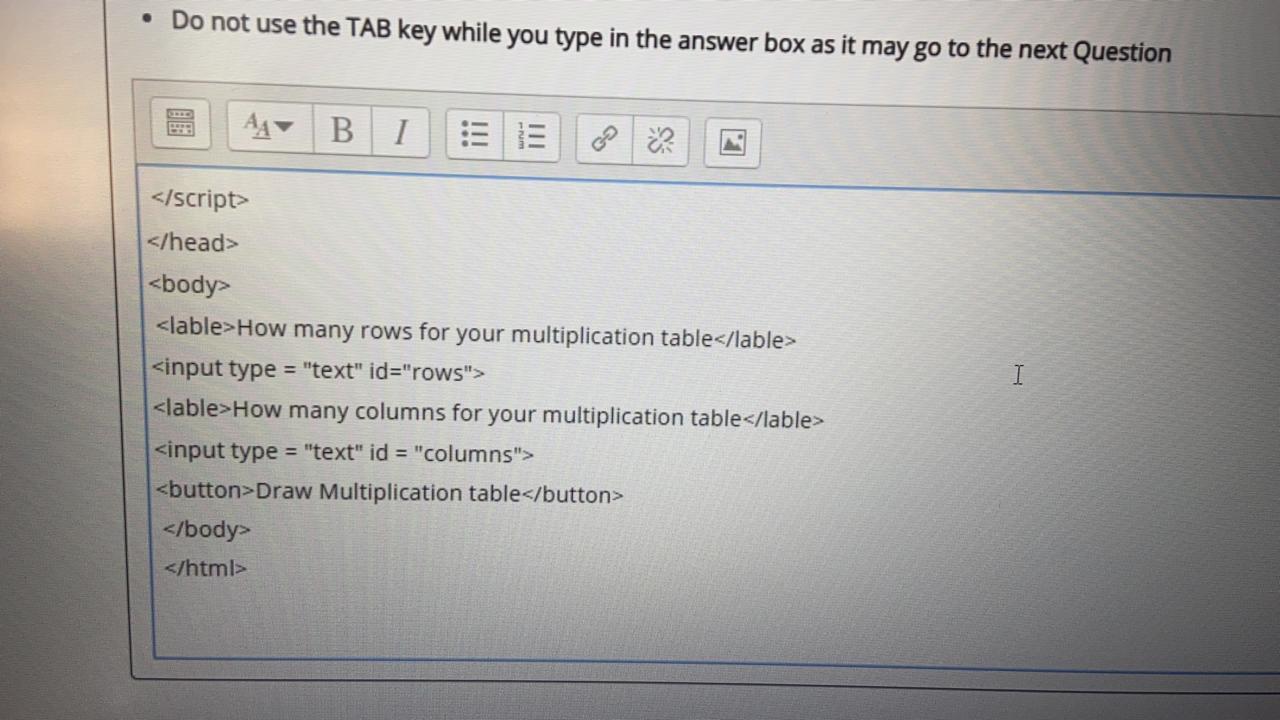 Do not use the TAB key while you type in the answer box as it may go to the next Question
</script>
</head>
<body>
<lable>How many rows for your multiplication table</lable>
<input type = "text" id="rows">
<lable>How many columns for your multiplication table</lable>
<input type = "text" id = "columns">
<button>Draw Multiplication table</button>
</body>
</html>